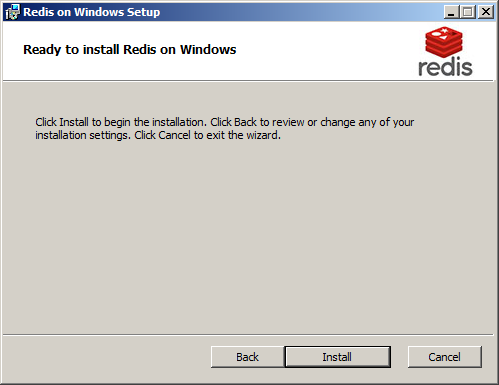 Redis on Windows Setup
Ready to install Redis on Windows
redis
Click Install to begin the installation. Click Back to review or change any of your
installation settings. Click Cancel to exit the wizard.
Back
Install
Cancel